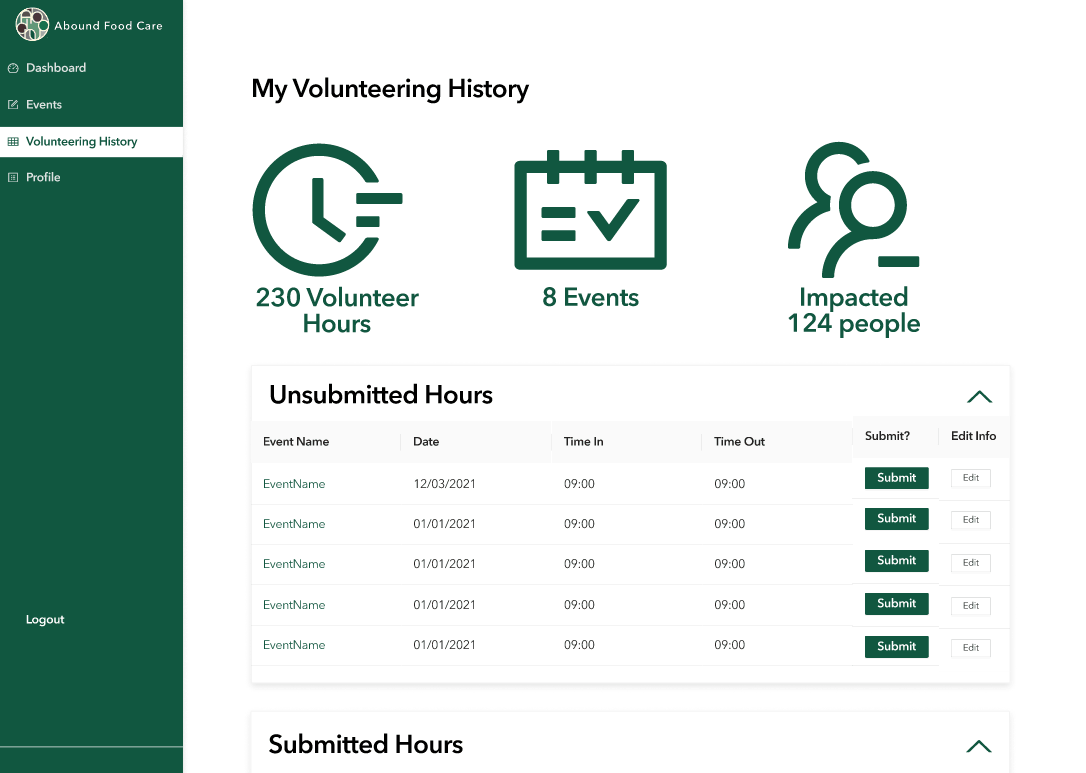 Abound Food Care
Dashboard
Events
Volunteering History
Profile
Logout
My Volunteering History
230 Volunteer
Hours
8 Events
Impacted
124 people
Unsubmitted Hours
Event Name Date Time In Time Out Submit? Edit Info
EventName 12/03/2021 09:00 09:00 Submit Edit
EventName 01/01/2021 09:00 09:00 Submit Edit
EventName 01/01/2021 09:00 09:00 Submit Edit
EventName 01/01/2021 09:00 09:00 Submit Edit
EventName 01/01/2021 09:00 09:00 Submit Edit
Submitted Hours